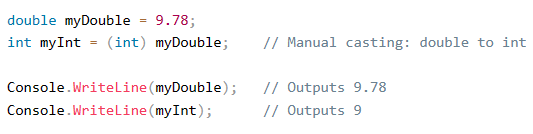 double myDouble = 9.78;
int myInt = (int) myDouble;    // Manual casting: double to int

Console.WriteLine(myDouble);   // Outputs 9.78
Console.WriteLine(myInt);      // Outputs 9